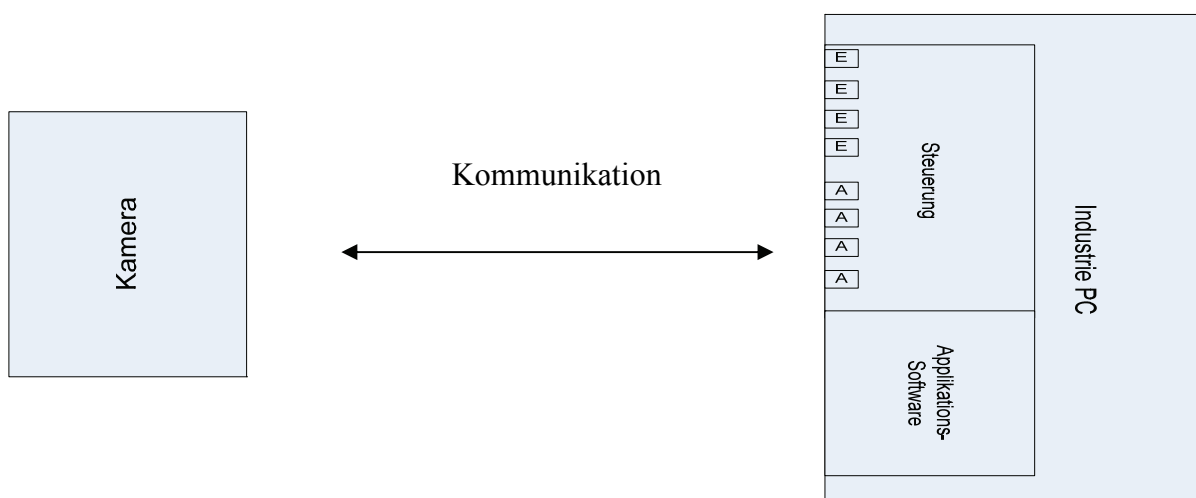 Kamera
Kommunikation
E
E
E
E
A
A
A
A
Steuerung
Applikations-
Software
Industrie PC